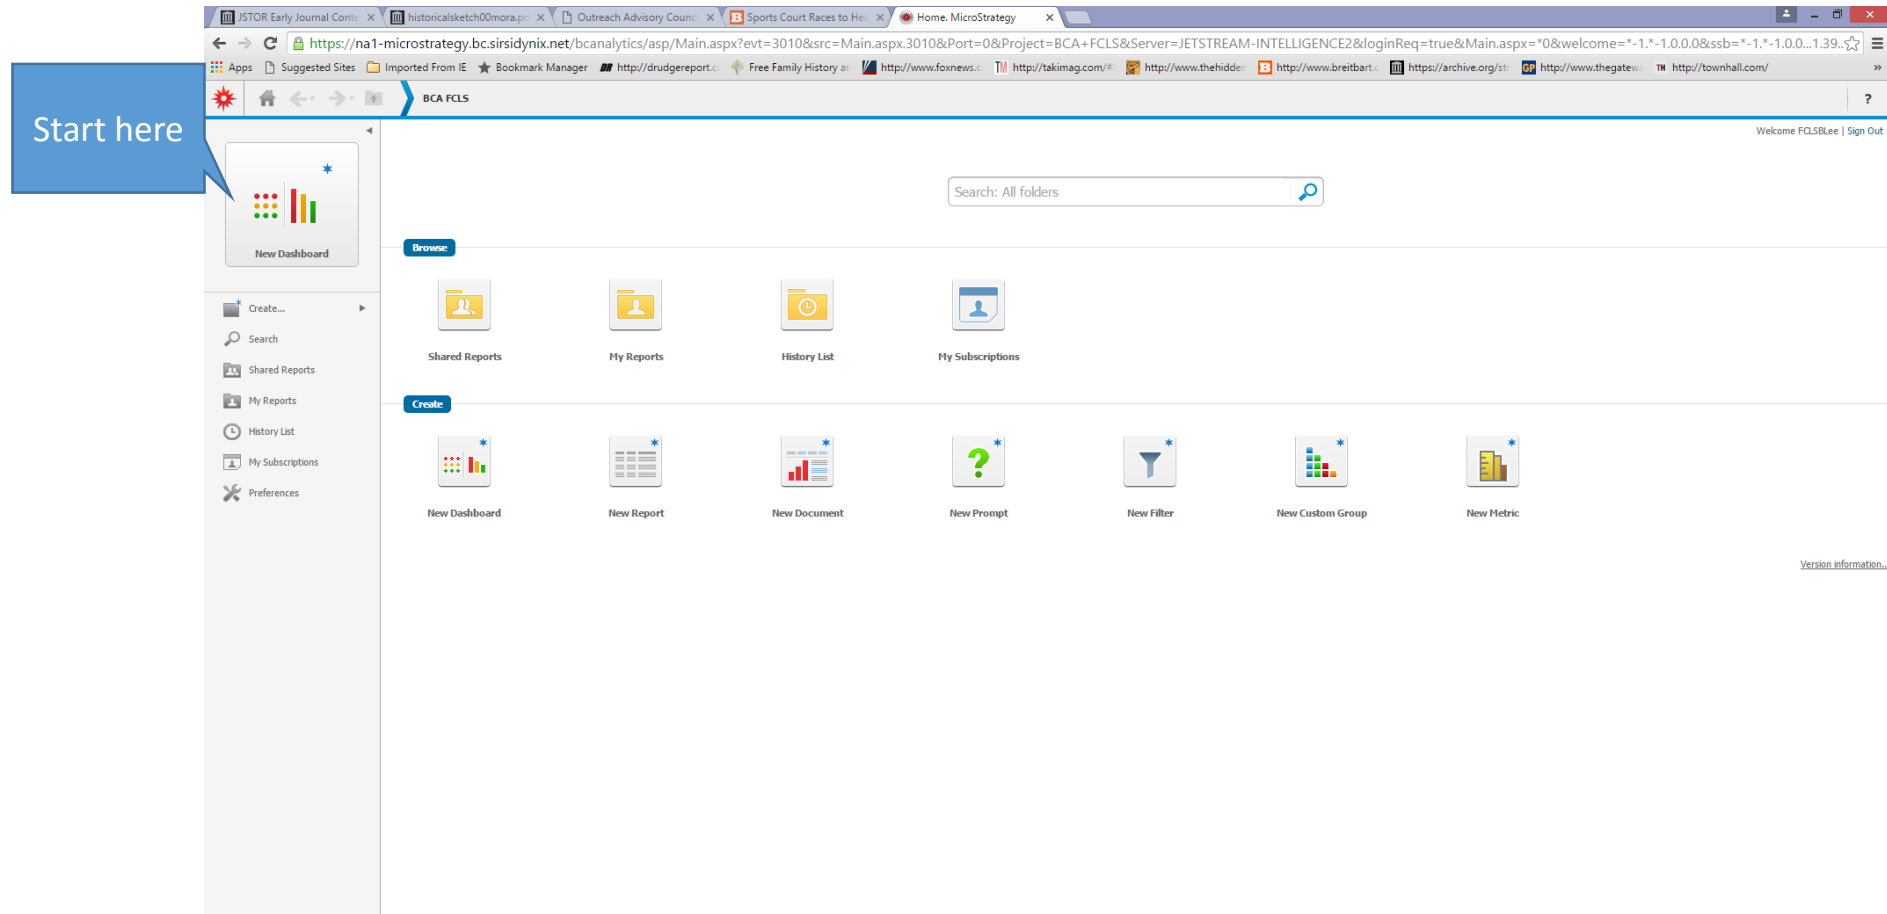 JSTOR Early Journal Conte
historicalsketch00mora.pd
Outreach Advisory Counci
Sports Court Races to Hea
Home. MicroStrategy
https://na1-microstrategy.bc.sirsidynix.net/bcanalytics/asp/Main.aspx?evt=3010&src=Main.aspx.3010&Port=0&Project=BCA+FCLS&Server=JETSTREAM-INTELLIGENCE2&loginReq=true&Main.aspx=*0&welcome=*-1.*-1.0.0.0&ssb=*-1.*-1.0.0...1.39..
Apps
Suggested Sites
Imported From IE
Bookmark Manager
http://drudgereport.c
Free Family History an
http://www.foxnews.c
http://takimag.com/#
http://www.thehidden
http://www.breitbart.c
https://archive.org/str
http://www.thegatew
http://townhall.com/
»
BCA FCLS
?
Start here
Welcome FCLSBLee | Sign Out
Search: All folders
New Dashboard
Browse
Create...
Search
Shared Reports
My Reports
History List
My Subscriptions
Preferences
Shared Reports
My Reports
History List
My Subscriptions
Create
New Dashboard
New Report
New Document
New Prompt
New Filter
New Custom Group
New Metric
Version information..